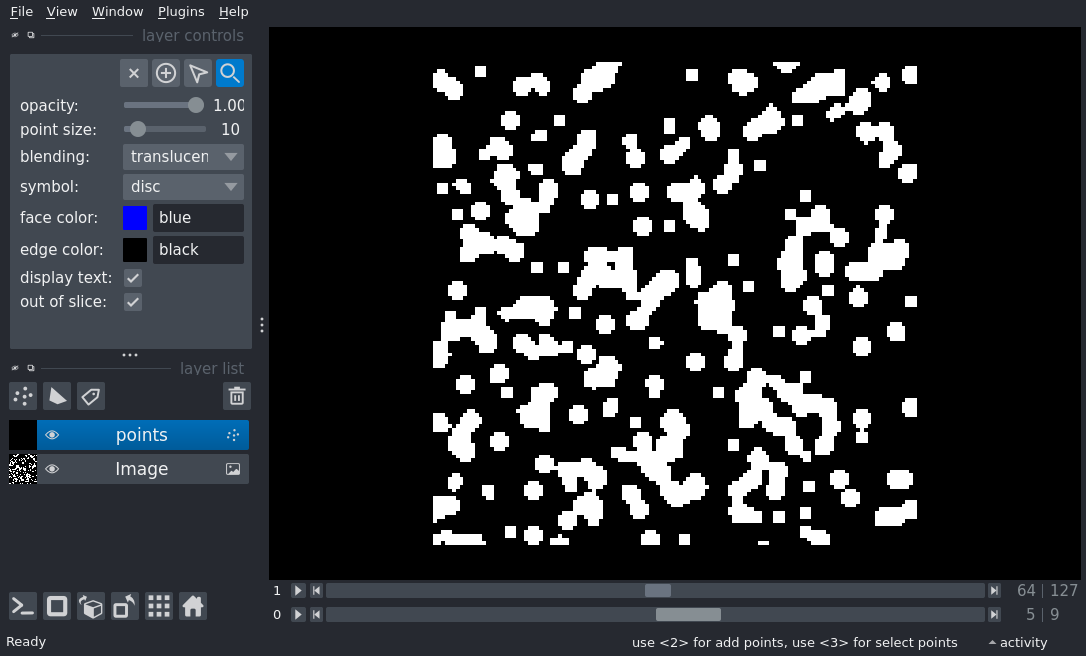 File View Window Plugins Help
layer controls
opacity: 1.00
point size: 10
blending: translucen
symbol: disc
face color: blue
edge color: black
display text:
out of slice:
layer list
points
Image
1 64 | 127
0 5 | 9
Ready use <2> for add points, use <3> for select points activity